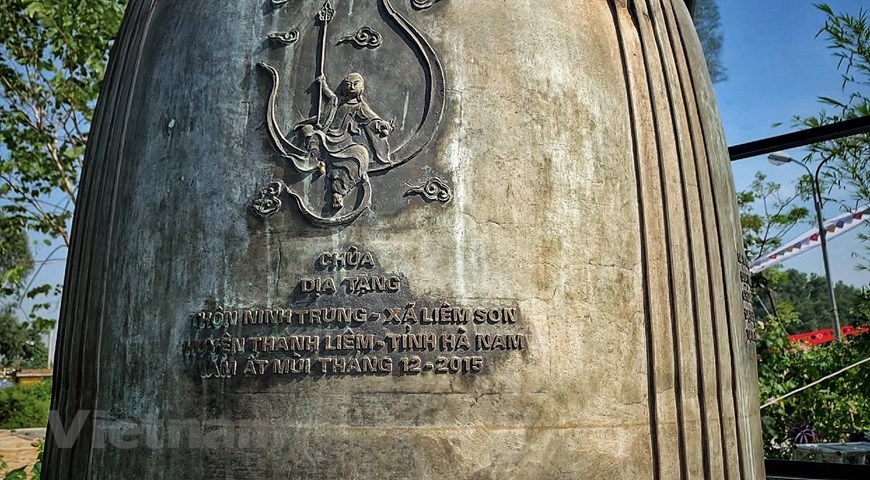 CHÙA
ĐỊA TẠNG
THÔN NINH TRUNG - XÃ LIÊM SƠN
HUYỆN THANH LIÊM - TỈNH HÀ NAM
NĂM ẤT MÙI THÁNG 12 - 2015
Vietnam